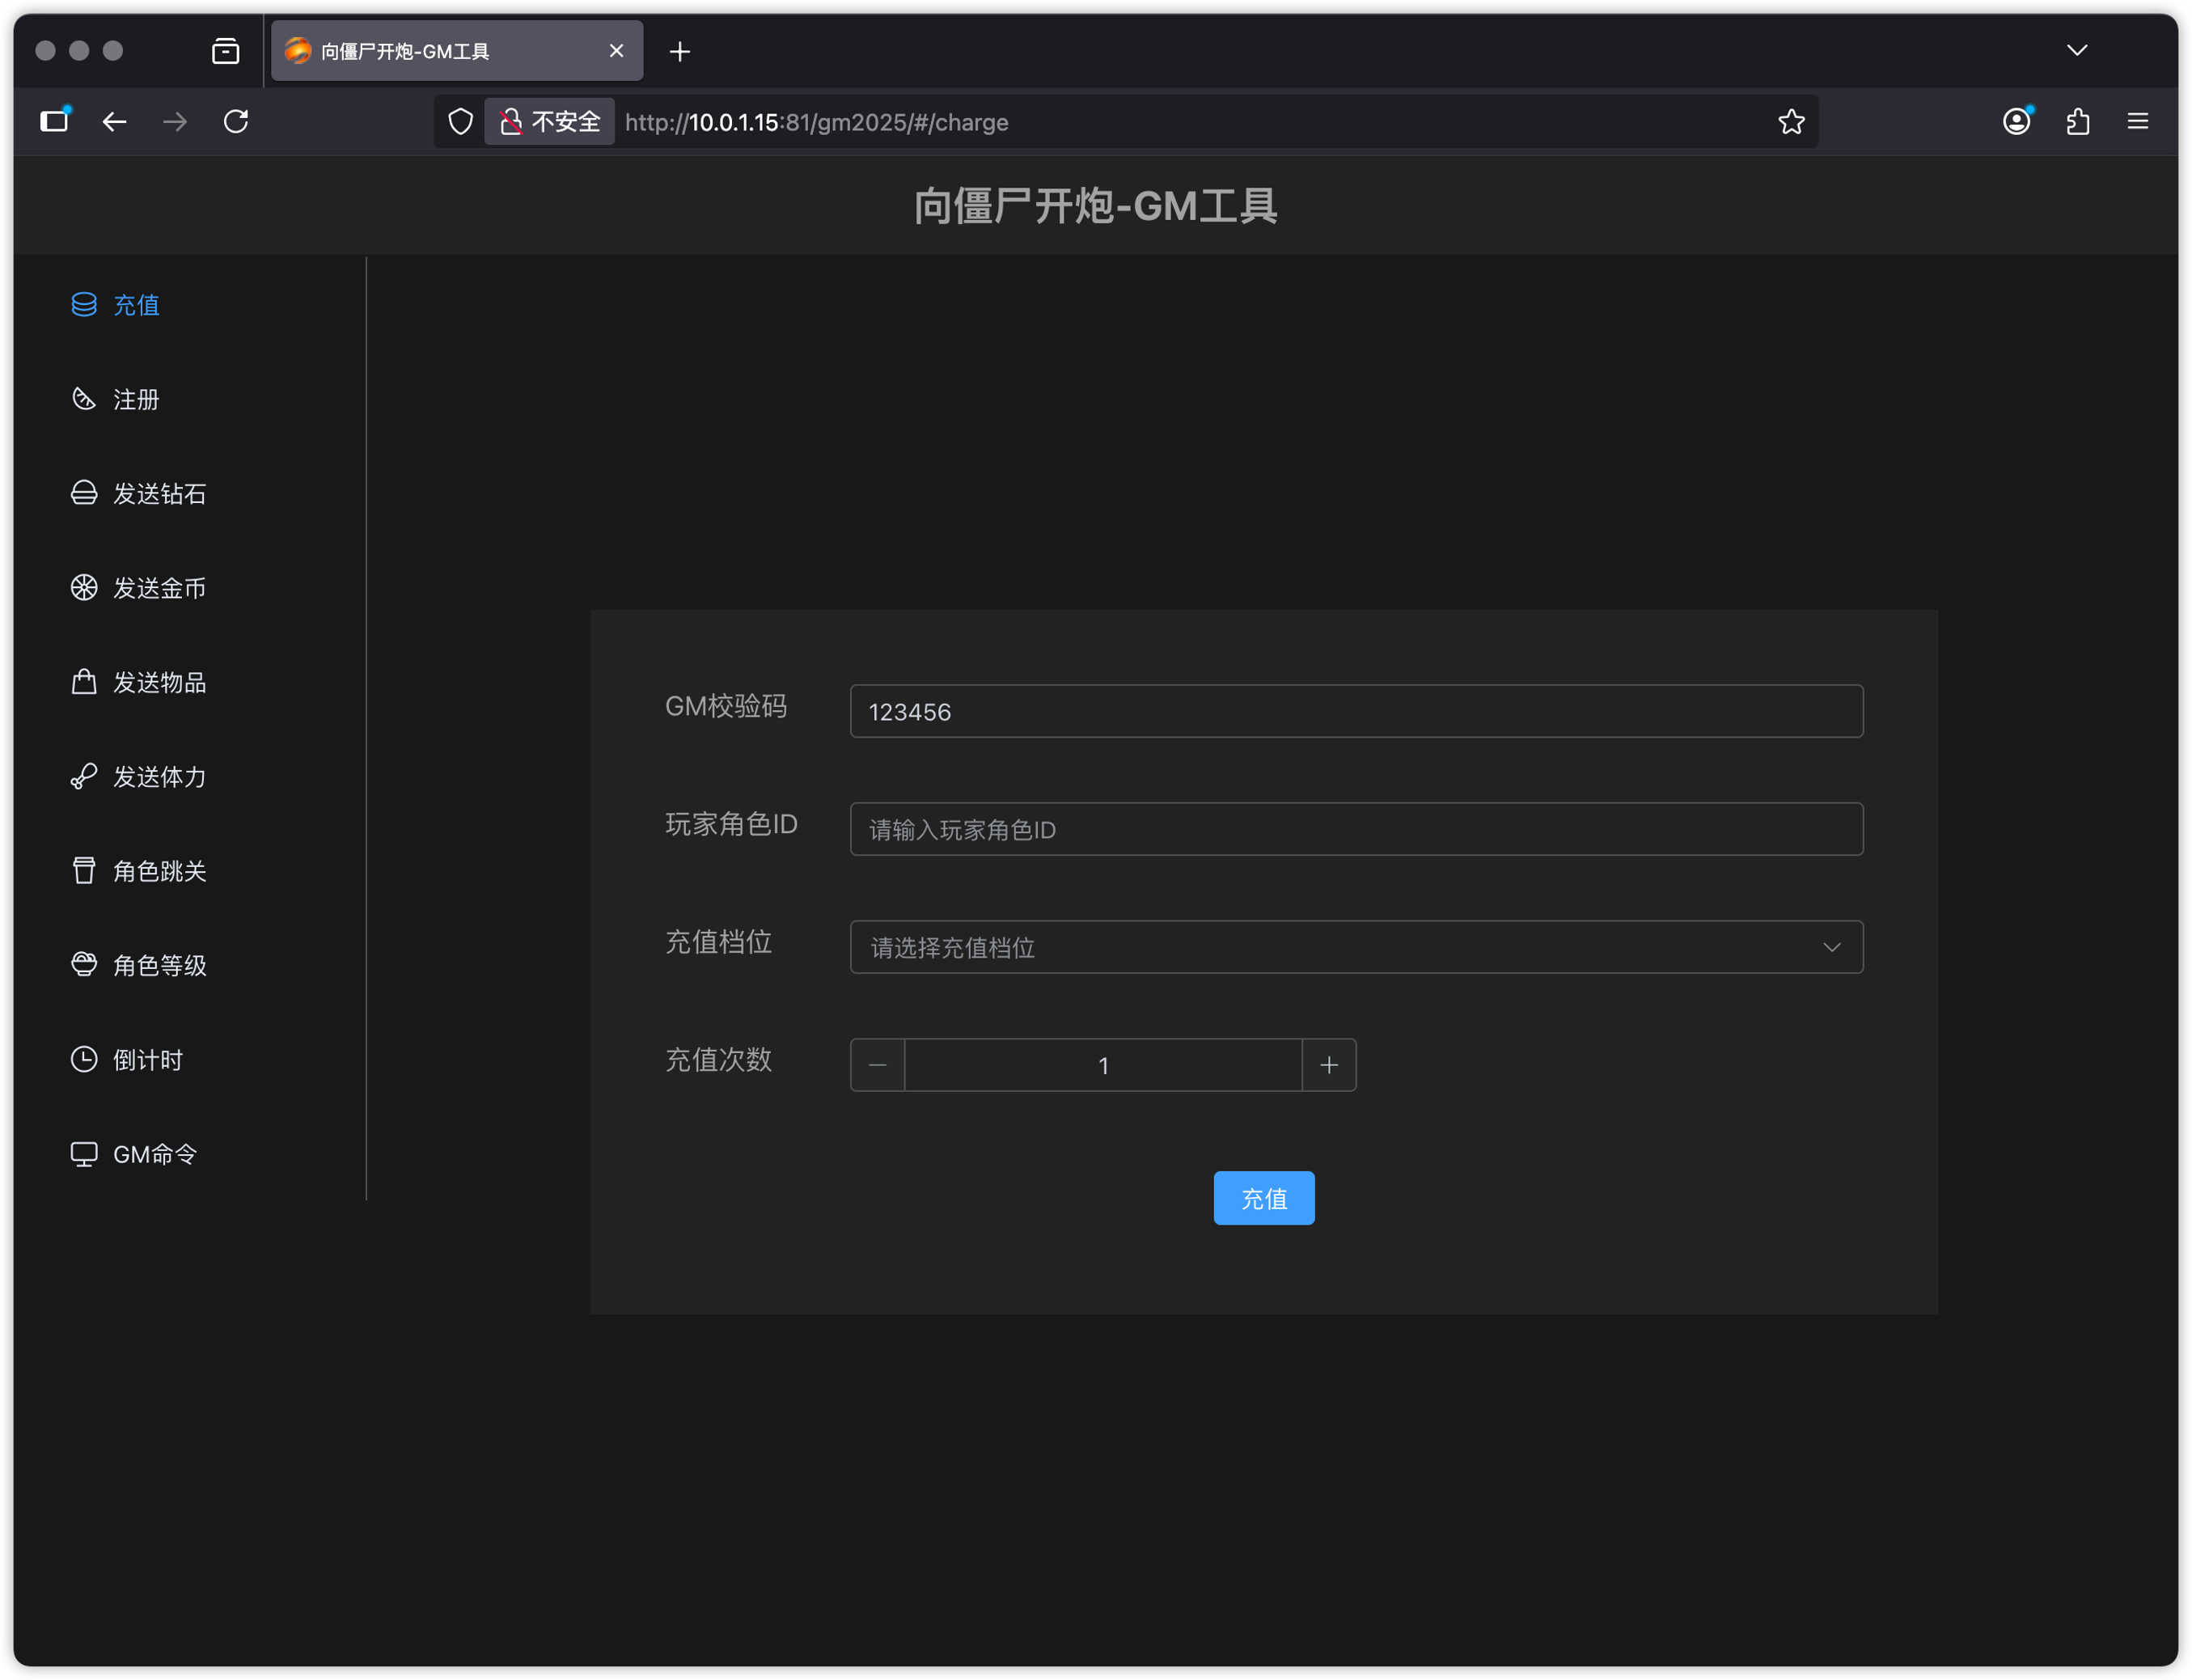 向僵尸开炮-GM工具
不安全 http://10.0.1.15:81/gm2025/#/charge
向僵尸开炮-GM工具
充值
注册
发送钻石
发送金币
发送物品
发送体力
角色跳关
角色等级
倒计时
GM命令
GM校验码 123456
玩家角色ID 请输入玩家角色ID
充值档位 请选择充值档位
充值次数 1
充值